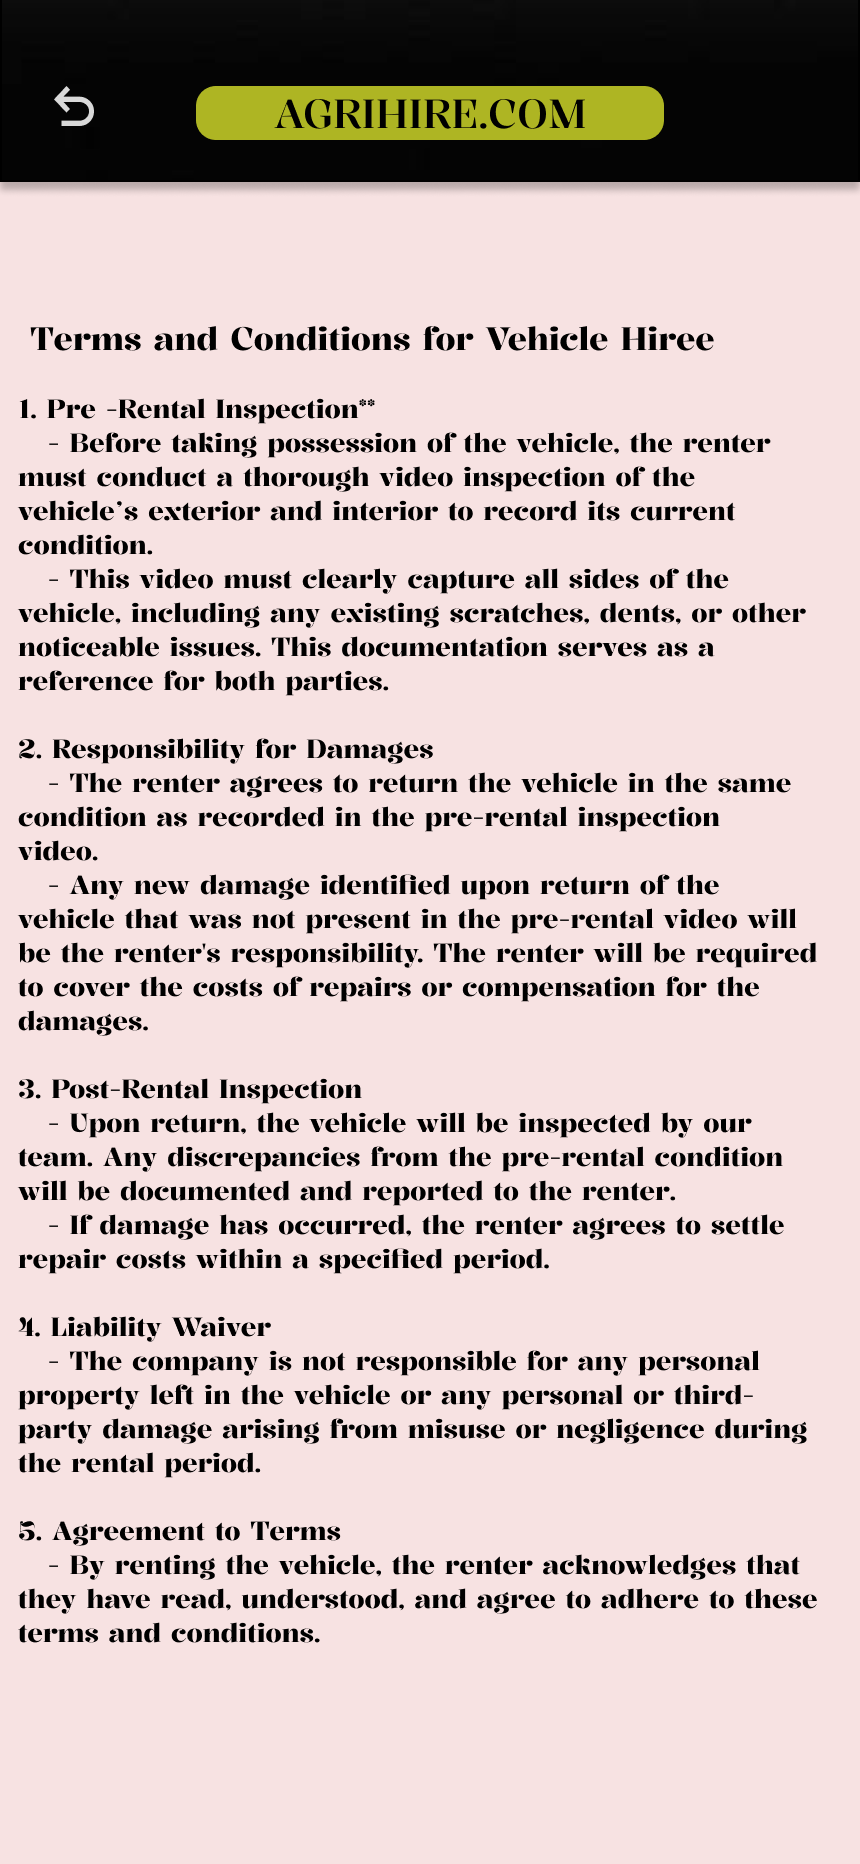 AGRIHIRE.COM
Terms and Conditions for Vehicle Hiree
1. Pre -Rental Inspection**
- Before taking possession of the vehicle, the renter
must conduct a thorough video inspection of the
vehicle’s exterior and interior to record its current
condition.
- This video must clearly capture all sides of the
vehicle, including any existing scratches, dents, or other
noticeable issues. This documentation serves as a
reference for both parties.
2. Responsibility for Damages
- The renter agrees to return the vehicle in the same
condition as recorded in the pre-rental inspection
video.
- Any new damage identified upon return of the
vehicle that was not present in the pre-rental video will
be the renter's responsibility. The renter will be required
to cover the costs of repairs or compensation for the
damages.
3. Post-Rental Inspection
- Upon return, the vehicle will be inspected by our
team. Any discrepancies from the pre-rental condition
will be documented and reported to the renter.
- If damage has occurred, the renter agrees to settle
repair costs within a specified period.
4. Liability Waiver
- The company is not responsible for any personal
property left in the vehicle or any personal or third-
party damage arising from misuse or negligence during
the rental period.
5. Agreement to Terms
- By renting the vehicle, the renter acknowledges that
they have read, understood, and agree to adhere to these
terms and conditions.